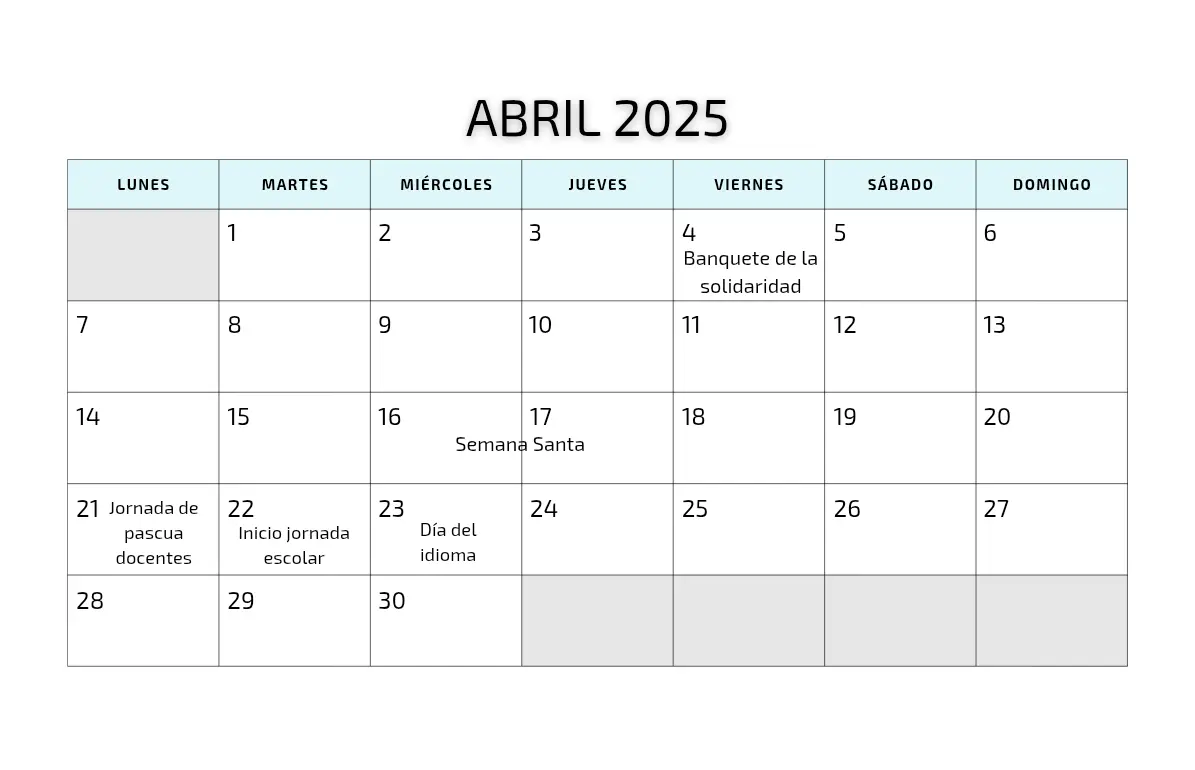 ABRIL 2025
LUNES MARTES MIÉRCOLES JUEVES VIERNES SÁBADO DOMINGO
1 2 3 4 5 6
Banquete de la
solidaridad
7 8 9 10 11 12 13
14 15 16 17 18 19 20
Semana Santa
21 22 23 24 25 26 27
Jornada de
pascua
docentes
Inicio jornada
escolar
Día del
idioma
28 29 30